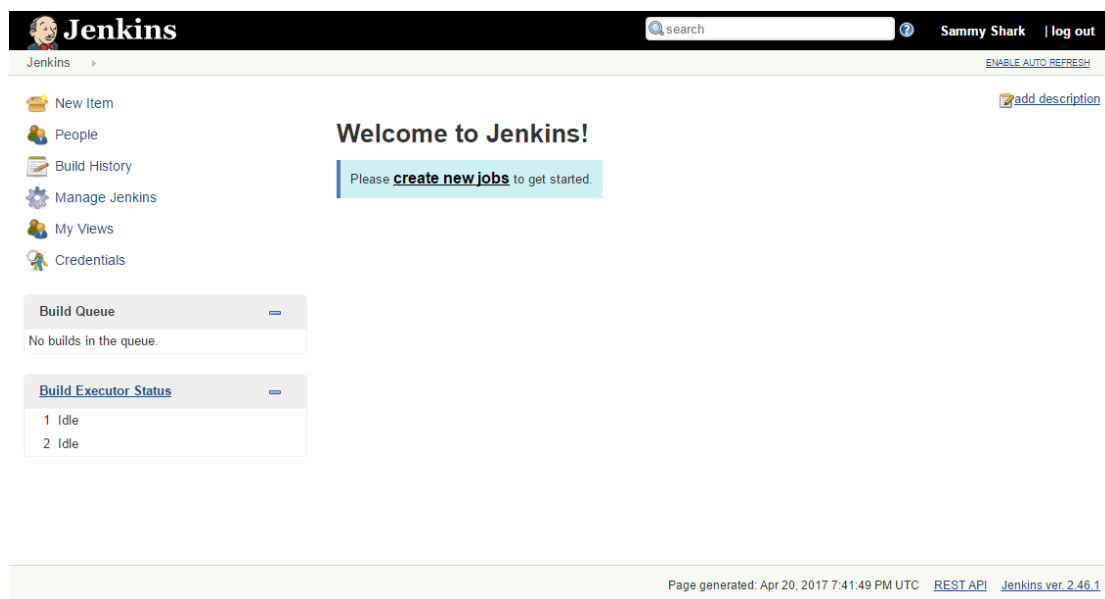 Jenkins
search
Sammy Shark | log out
Jenkins
ENABLE AUTO REFRESH
New Item
People
Build History
Manage Jenkins
My Views
Credentials
add description
Welcome to Jenkins!
Please create new jobs to get started.
Build Queue
No builds in the queue.
Build Executor Status
1 Idle
2 Idle
Page generated: Apr 20, 2017 7:41:49 PM UTC REST API Jenkins ver. 2.46.1